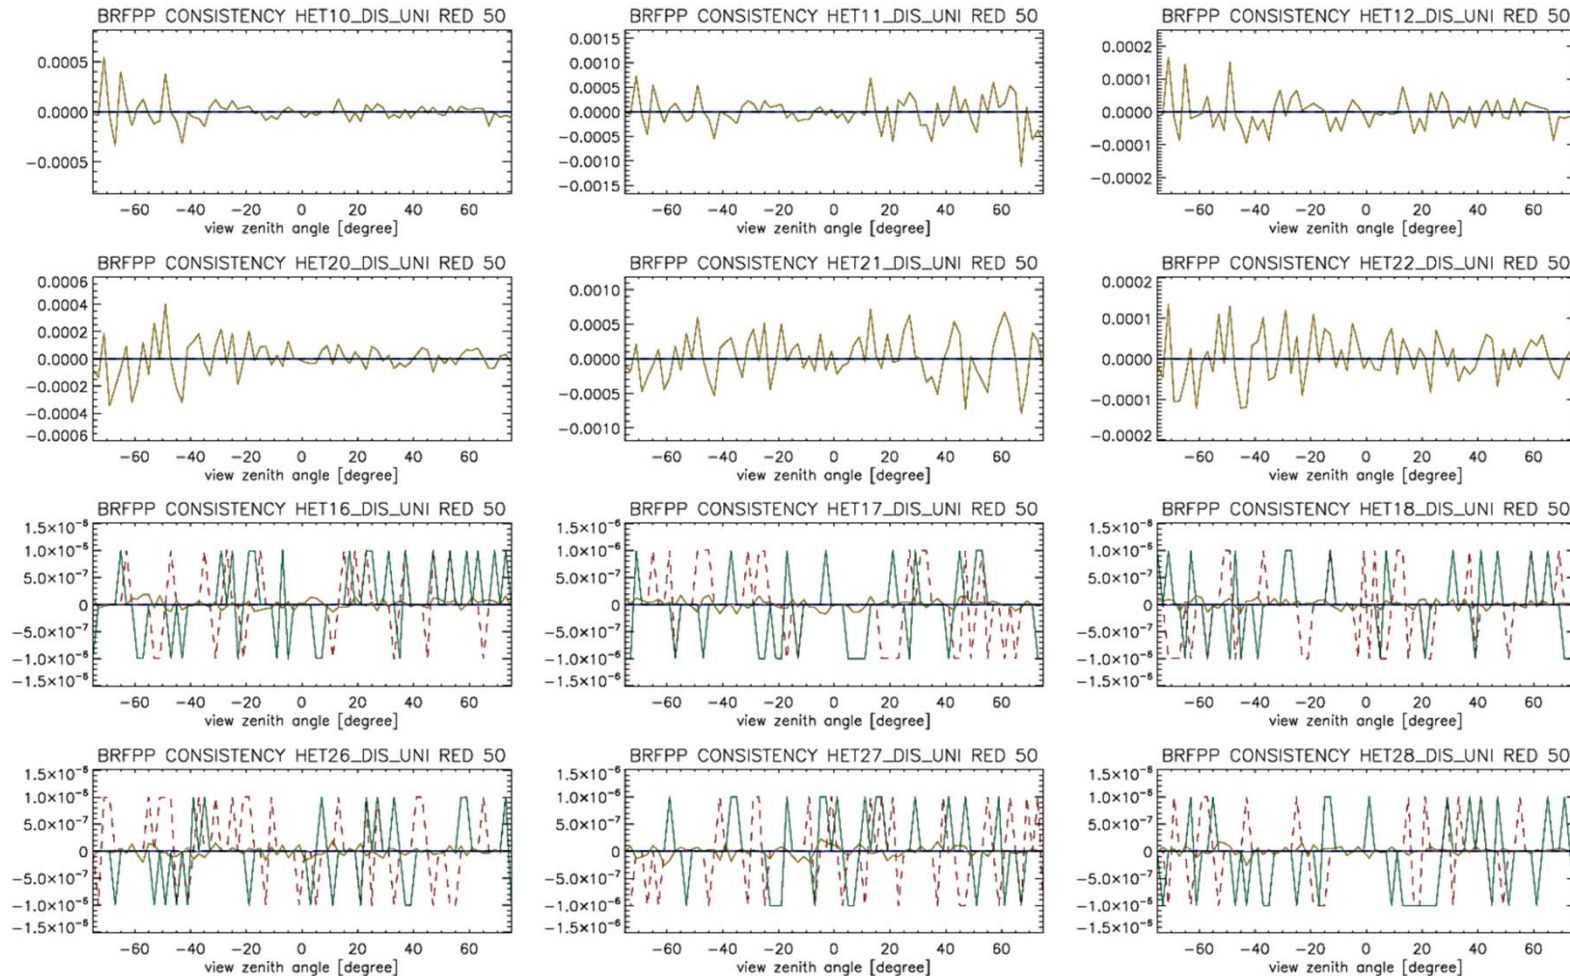 BRFPP CONSISTENCY HET10_DIS_UNI RED 50
BRFPP CONSISTENCY HET11_DIS_UNI RED 50
BRFPP CONSISTENCY HET12_DIS_UNI RED 50
0.0005
0.0000
−0.0005
0.0015
0.0010
0.0005
0.0000
−0.0005
−0.0010
−0.0015
0.0002
0.0001
0.0000
−0.0001
−0.0002
−60 −40 −20 0 20 40 60
−60 −40 −20 0 20 40 60
−60 −40 −20 0 20 40 60
view zenith angle [degree]
view zenith angle [degree]
view zenith angle [degree]
BRFPP CONSISTENCY HET20_DIS_UNI RED 50
BRFPP CONSISTENCY HET21_DIS_UNI RED 50
BRFPP CONSISTENCY HET22_DIS_UNI RED 50
0.0006
0.0004
0.0002
0.0000
−0.0002
−0.0004
−0.0006
0.0010
0.0005
0.0000
−0.0005
−0.0010
0.0002
0.0001
0.0000
−0.0001
−0.0002
−60 −40 −20 0 20 40 60
−60 −40 −20 0 20 40 60
−60 −40 −20 0 20 40 60
view zenith angle [degree]
view zenith angle [degree]
view zenith angle [degree]
BRFPP CONSISTENCY HET16_DIS_UNI RED 50
BRFPP CONSISTENCY HET17_DIS_UNI RED 50
BRFPP CONSISTENCY HET18_DIS_UNI RED 50
1.5×10⁻⁶
1.0×10⁻⁶
5.0×10⁻⁷
0
−5.0×10⁻⁷
−1.0×10⁻⁶
−1.5×10⁻⁶
1.5×10⁻⁶
1.0×10⁻⁶
5.0×10⁻⁷
0
−5.0×10⁻⁷
−1.0×10⁻⁶
−1.5×10⁻⁶
1.5×10⁻⁶
1.0×10⁻⁶
5.0×10⁻⁷
0
−5.0×10⁻⁷
−1.0×10⁻⁶
−1.5×10⁻⁶
−60 −40 −20 0 20 40 60
−60 −40 −20 0 20 40 60
−60 −40 −20 0 20 40 60
view zenith angle [degree]
view zenith angle [degree]
view zenith angle [degree]
BRFPP CONSISTENCY HET26_DIS_UNI RED 50
BRFPP CONSISTENCY HET27_DIS_UNI RED 50
BRFPP CONSISTENCY HET28_DIS_UNI RED 50
1.5×10⁻⁶
1.0×10⁻⁶
5.0×10⁻⁷
0
−5.0×10⁻⁷
−1.0×10⁻⁶
−1.5×10⁻⁶
1.5×10⁻⁶
1.0×10⁻⁶
5.0×10⁻⁷
0
−5.0×10⁻⁷
−1.0×10⁻⁶
−1.5×10⁻⁶
1.5×10⁻⁶
1.0×10⁻⁶
5.0×10⁻⁷
0
−5.0×10⁻⁷
−1.0×10⁻⁶
−1.5×10⁻⁶
−60 −40 −20 0 20 40 60
−60 −40 −20 0 20 40 60
−60 −40 −20 0 20 40 60
view zenith angle [degree]
view zenith angle [degree]
view zenith angle [degree]